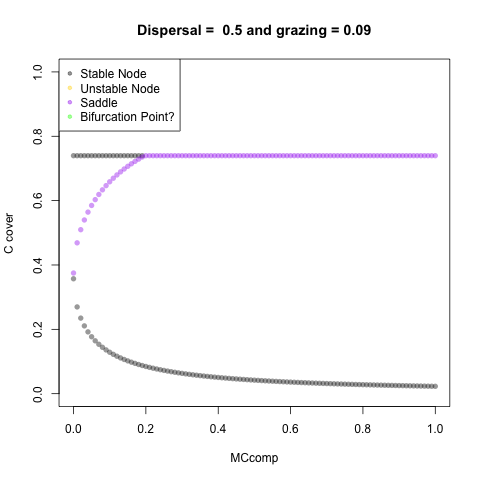 Dispersal =  0.5 and grazing = 0.09
Stable Node
Unstable Node
Saddle
Bifurcation Point?
1.0
0.8
0.6
0.4
0.2
0.0
C cover
0.0 0.2 0.4 0.6 0.8 1.0
MCcomp